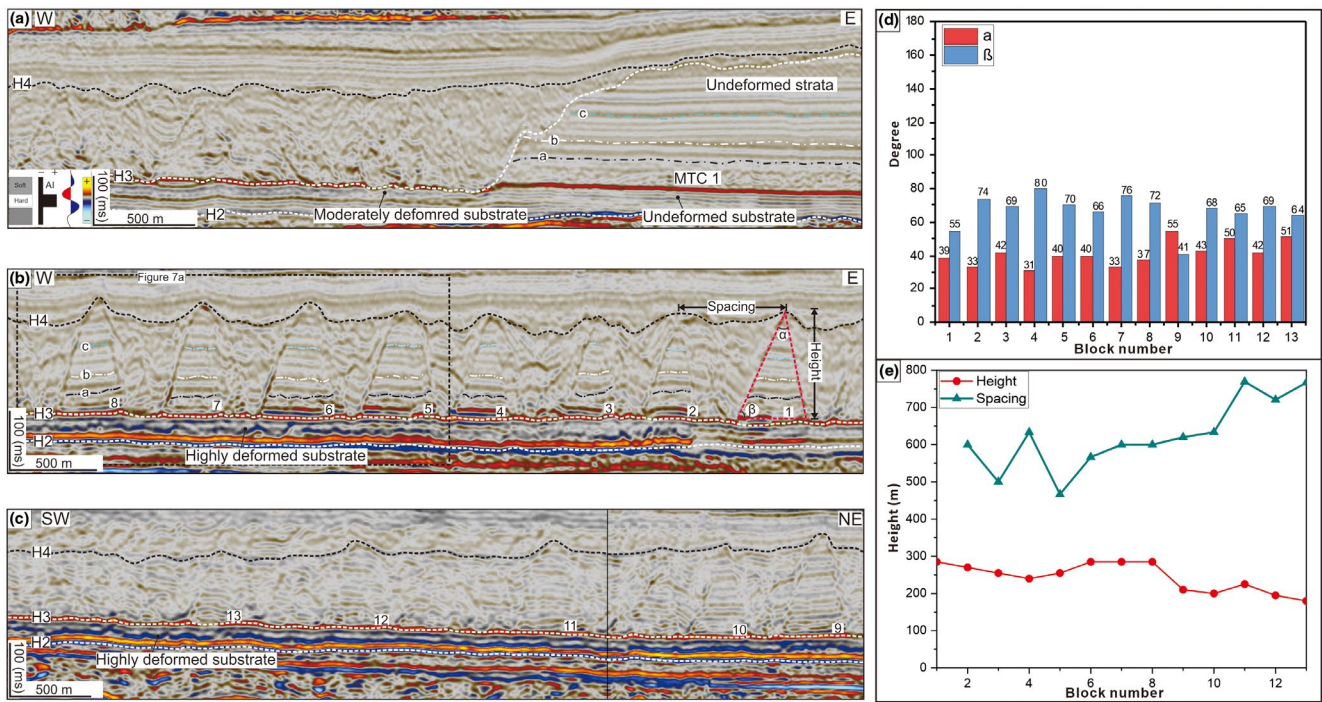 (a) W
E
H4
Undeformed strata
c
b
a
H3
MTC 1
Soft
Hard
- +
AI
+
-
100 (ms)
500 m
H2
Moderately defomred substrate
Undeformed substrate
(b) W
Figure 7a
E
H4
Spacing
α
Height
c
b
a
β
H3
8
7
6
5
4
3
2
1
100 (ms)
H2
Highly deformed substrate
500 m
(c) SW
NE
H4
H3
13
12
11
10
9
H2
100 (ms)
Highly deformed substrate
500 m
(d)
a
ß
Degree
180
160
140
120
100
80
60
40
20
0
39 55
33 74
42 69
31 80
40 70
40 66
33 76
37 72
55 41
43 68
50 65
42 69
51 64
1 2 3 4 5 6 7 8 9 10 11 12 13
Block number
(e)
Height
Spacing
Height (m)
800
700
600
500
400
300
200
100
0
2 4 6 8 10 12
Block number